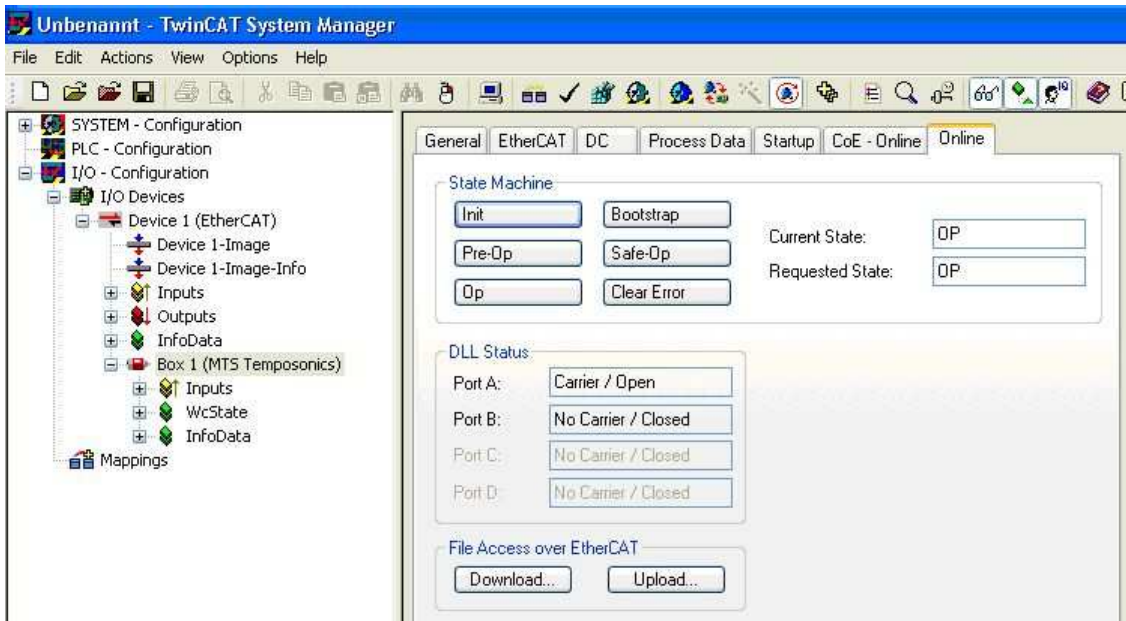 Unbenannt - TwinCAT System Manager
File Edit Actions View Options Help
SYSTEM - Configuration
PLC - Configuration
I/O - Configuration
I/O Devices
Device 1 (EtherCAT)
Device 1-Image
Device 1-Image-Info
Inputs
Outputs
InfoData
Box 1 (MTS Temposonics)
Inputs
WcState
InfoData
Mappings
General EtherCAT DC Process Data Startup CoE - Online Online
State Machine
Init Bootstrap
Pre-Op Safe-Op
Op Clear Error
Current State: OP
Requested State: OP
DLL Status
Port A: Carrier / Open
Port B: No Carrier / Closed
Port C: No Carrier / Closed
Port D: No Carrier / Closed
File Access over EtherCAT
Download... Upload...